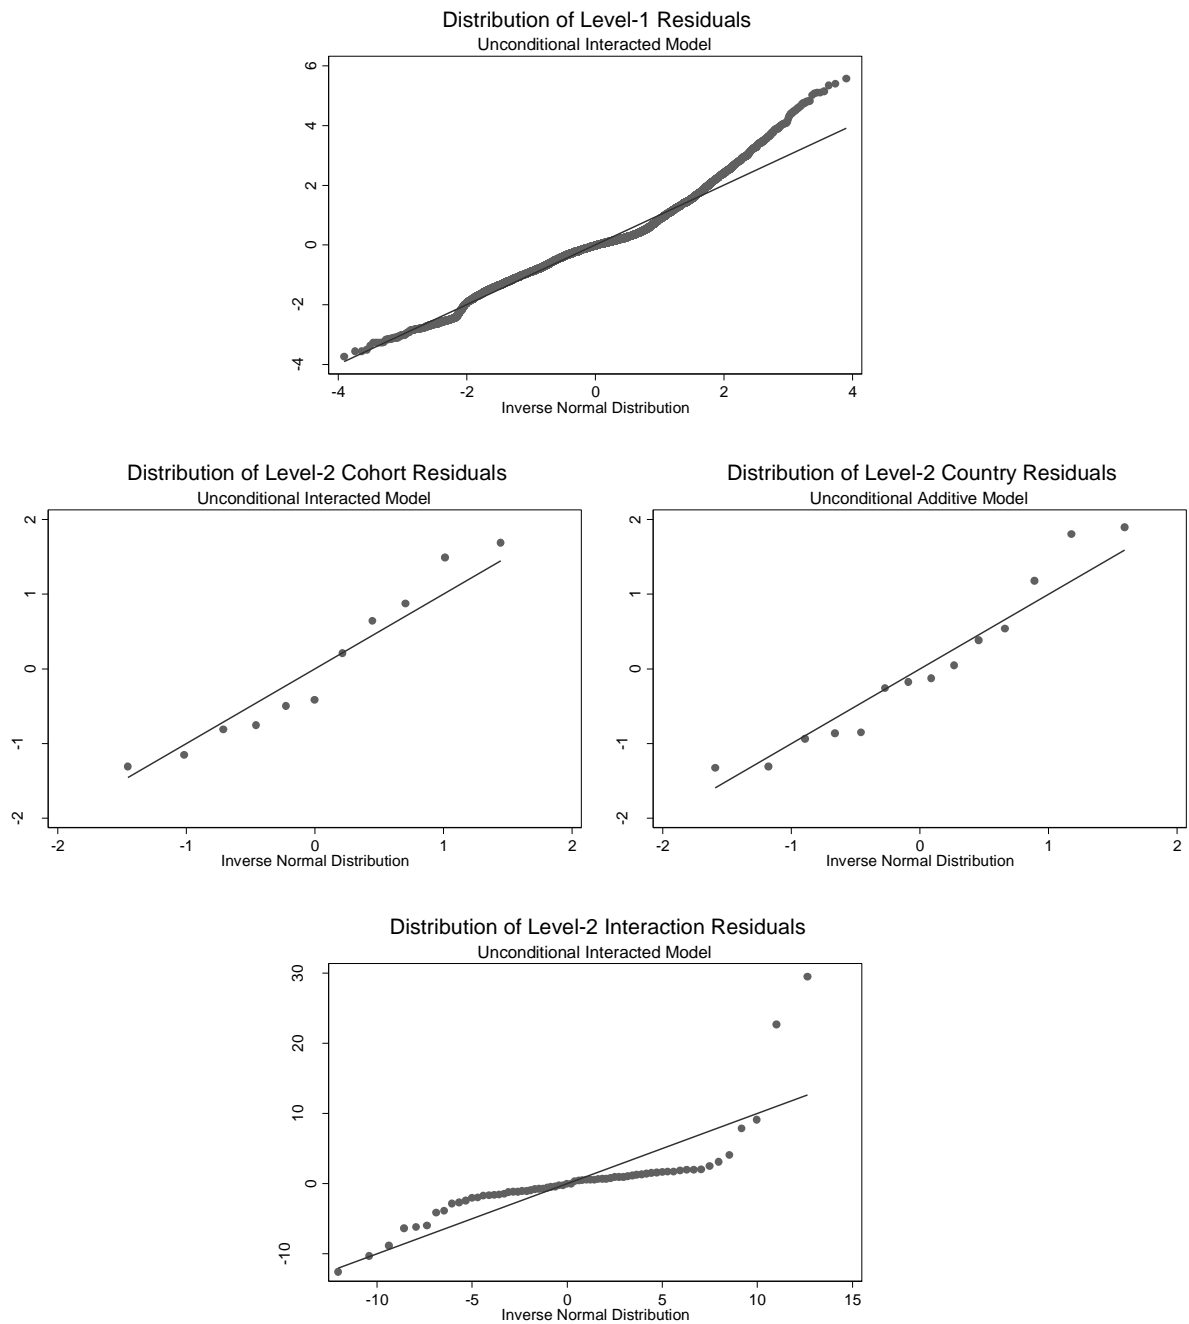 Distribution of Level-1 Residuals
Unconditional Interacted Model
6
4
2
0
-2
-4
-4 -2 0 2 4
Inverse Normal Distribution
Distribution of Level-2 Cohort Residuals
Unconditional Interacted Model
2
1
0
-1
-2
-2 -1 0 1 2
Inverse Normal Distribution
Distribution of Level-2 Country Residuals
Unconditional Additive Model
2
1
0
-1
-2
-2 -1 0 1 2
Inverse Normal Distribution
Distribution of Level-2 Interaction Residuals
Unconditional Interacted Model
30
20
10
0
-10
-10 -5 0 5 10 15
Inverse Normal Distribution